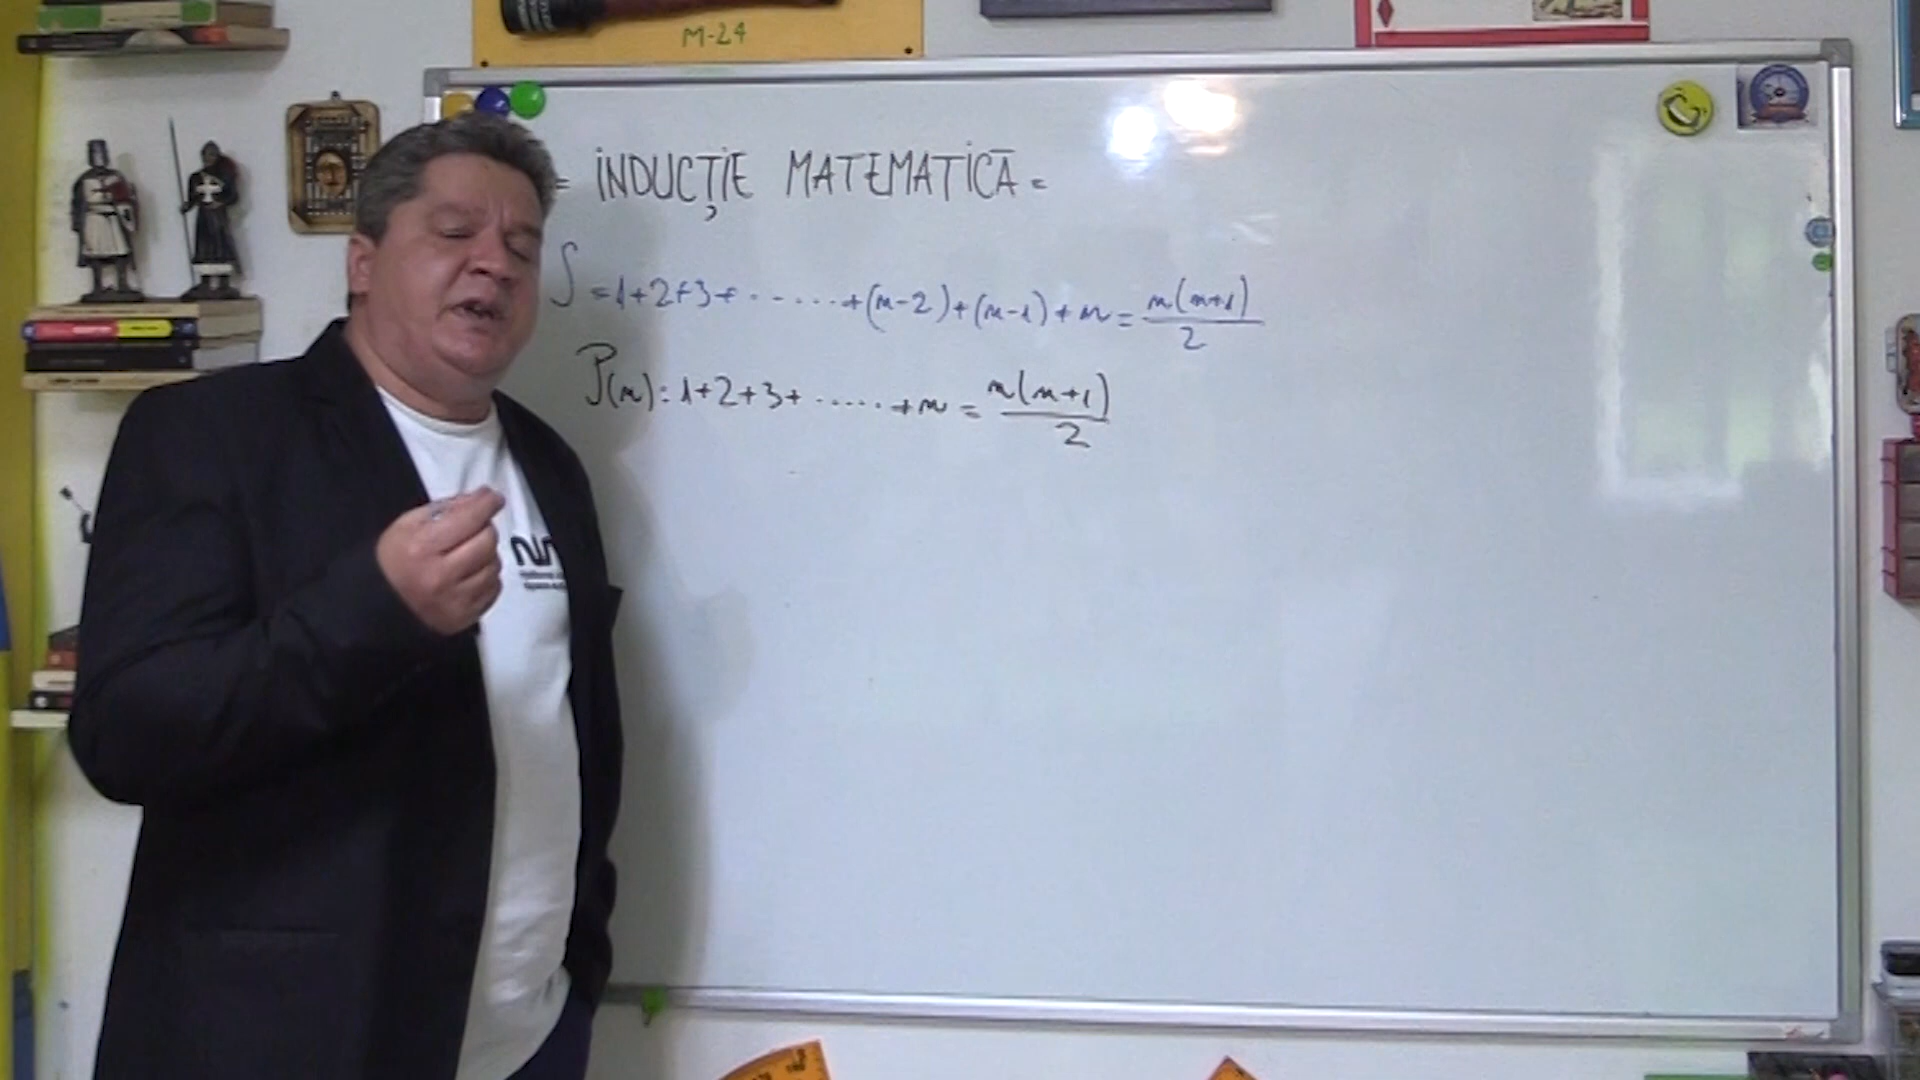 M-24
= INDUCȚIE MATEMATICĂ =
S = 1+2+3+.......+(n-2)+(n-1)+n = n(n+1)/2
P(n): 1+2+3+......+n = n(n+1)/2